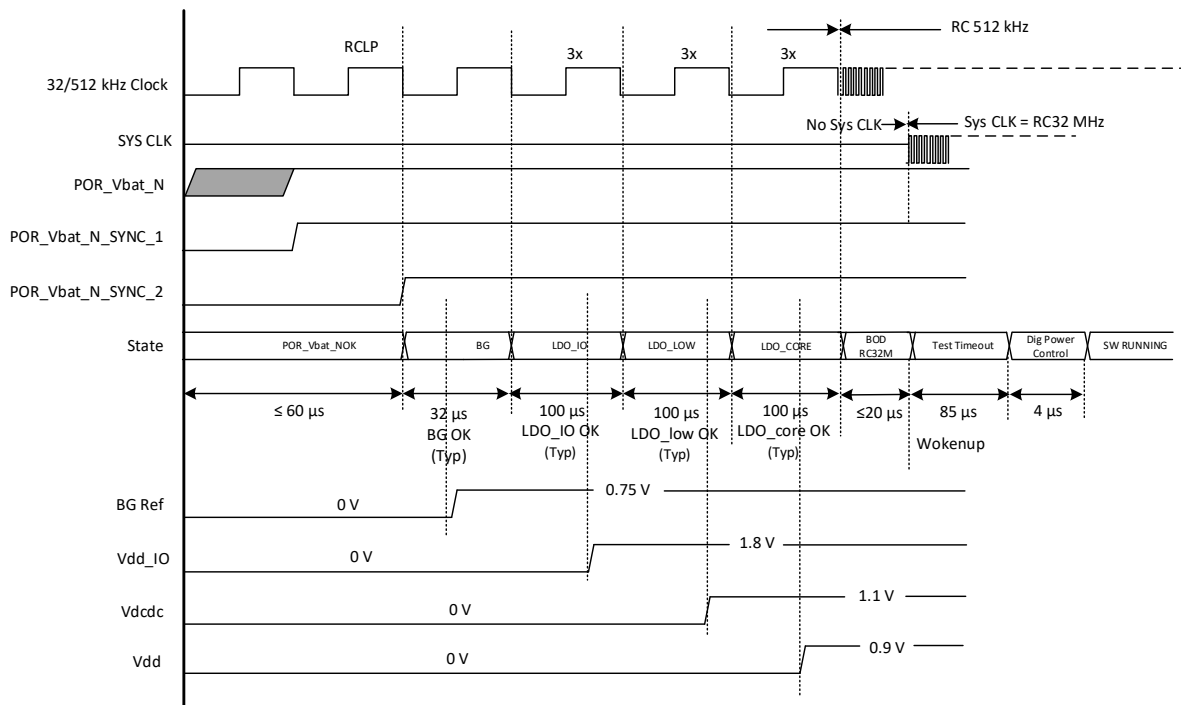 RC 512 kHz
RCLP
3x
3x
3x
32/512 kHz Clock
No Sys CLK
Sys CLK = RC32 MHz
SYS CLK
POR_Vbat_N
POR_Vbat_N_SYNC_1
POR_Vbat_N_SYNC_2
State
POR_Vbat_NOK
BG
LDO_IO
LDO_LOW
LDO_CORE
BOD
RC32M
Test Timeout
Dig Power
Control
SW RUNNING
≤ 60 µs
32 µs
BG OK
(Typ)
100 µs
LDO_IO OK
(Typ)
100 µs
LDO_low OK
(Typ)
100 µs
LDO_core OK
(Typ)
≤20 µs
85 µs
4 µs
Wokenup
BG Ref
0 V
0.75 V
Vdd_IO
0 V
1.8 V
Vdcdc
0 V
1.1 V
Vdd
0 V
0.9 V